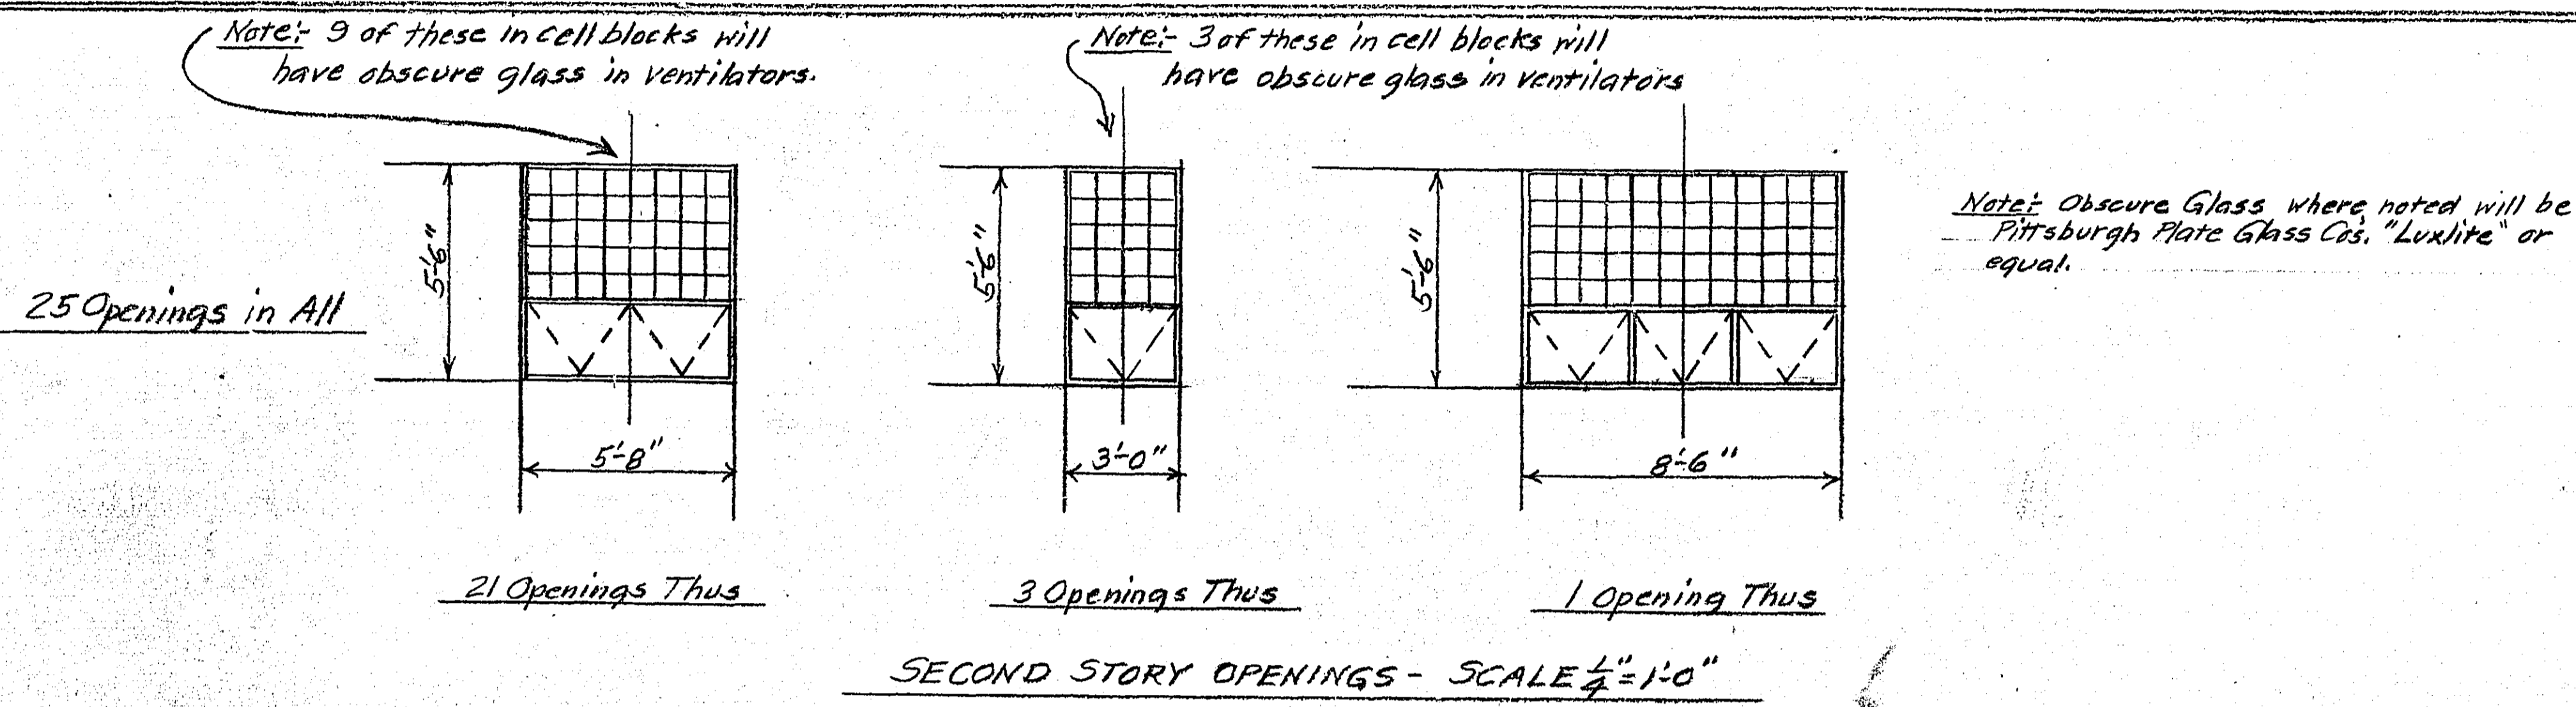 Note:- 9 of these in cell blocks will
have obscure glass in ventilators.
Note:- 3 of these in cell blocks will
have obscure glass in ventilators
Note:- Obscure Glass where noted will be
Pittsburgh Plate Glass Cos. "Luxlite" or
equal.
25 Openings in All
5'-6"
5'-6"
5'-6"
5'-8"
3'-0"
8'-6"
21 Openings Thus
3 Openings Thus
1 Opening Thus
SECOND STORY OPENINGS - SCALE 1/4" = 1'-0"